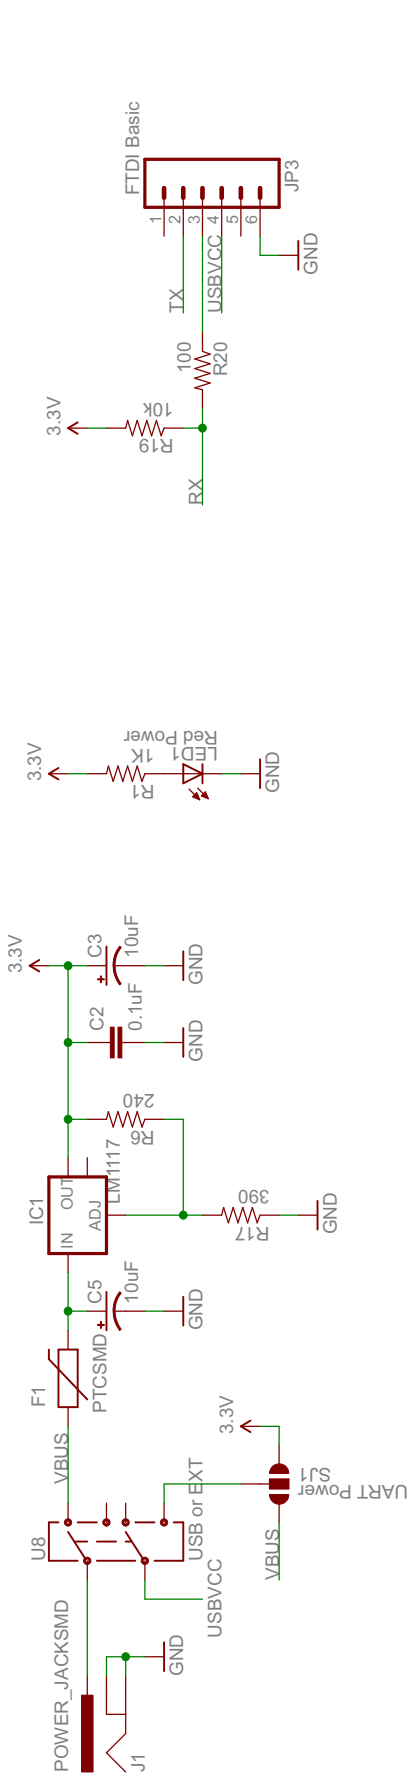 FTDI Basic
JP3
1
2
3
4
5
6
TX
USBVCC
GND
100
R20
3.3V
10k
R19
RX
3.3V
Red Power
1K
LED1
R1
GND
3.3V
C3
10uF
GND
C2
0.1uF
GND
240
R6
IC1
OUT
IN
ADJ
LM1117
390
R17
GND
C5
10uF
GND
F1
PTCSMD
VBUS
3.3V
SJ1
UART Power
VBUS
U8
USB or EXT
USBVCC
POWER_JACKSMD
GND
J1